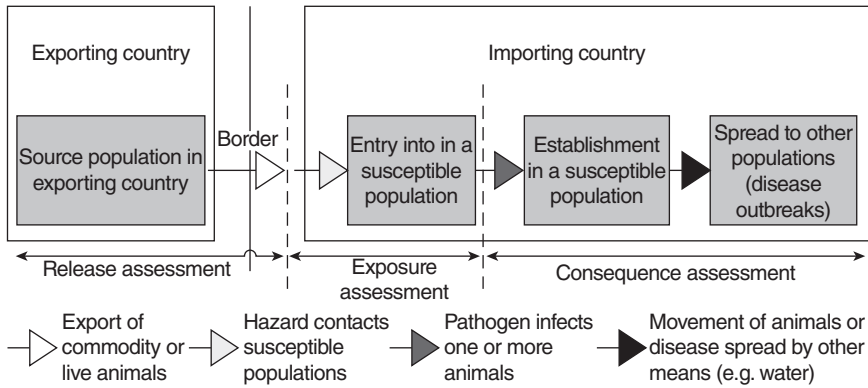 Exporting country
Importing country
Border
Source population in
exporting country
Entry into in a
susceptible
population
Establishment
in a susceptible
population
Spread to other
populations
(disease
outbreaks)
Release assessment
Exposure
assessment
Consequence assessment
Export of
commodity or
live animals
Hazard contacts
susceptible
populations
Pathogen infects
one or more
animals
Movement of animals or
disease spread by other
means (e.g. water)